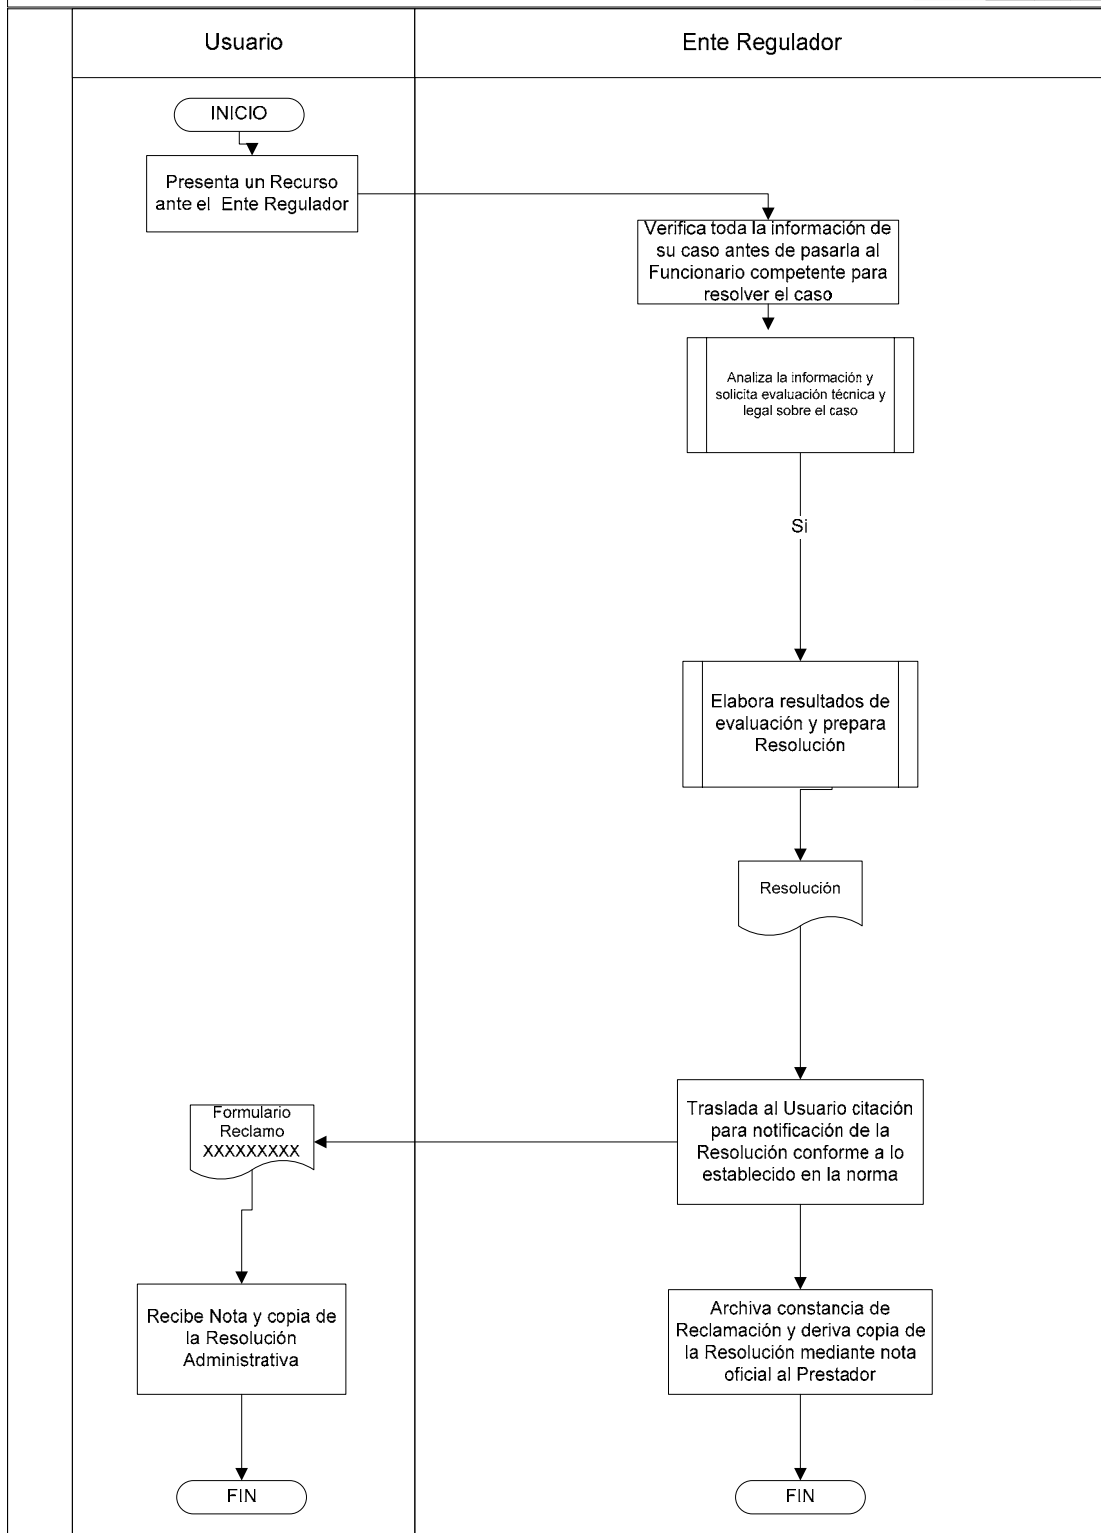 Usuario
Ente Regulador
INICIO
Presenta un Recurso
ante el Ente Regulador
Verifica toda la información de
su caso antes de pasarla al
Funcionario competente para
resolver el caso
Analiza la información y
solicita evaluación técnica y
legal sobre el caso
Si
Elabora resultados de
evaluación y prepara
Resolución
Resolución
Traslada al Usuario citación
para notificación de la
Resolución conforme a lo
establecido en la norma
Formulario
Reclamo
XXXXXXXXX
Recibe Nota y copia de
la Resolución
Administrativa
Archiva constancia de
Reclamación y deriva copia de
la Resolución mediante nota
oficial al Prestador
FIN
FIN